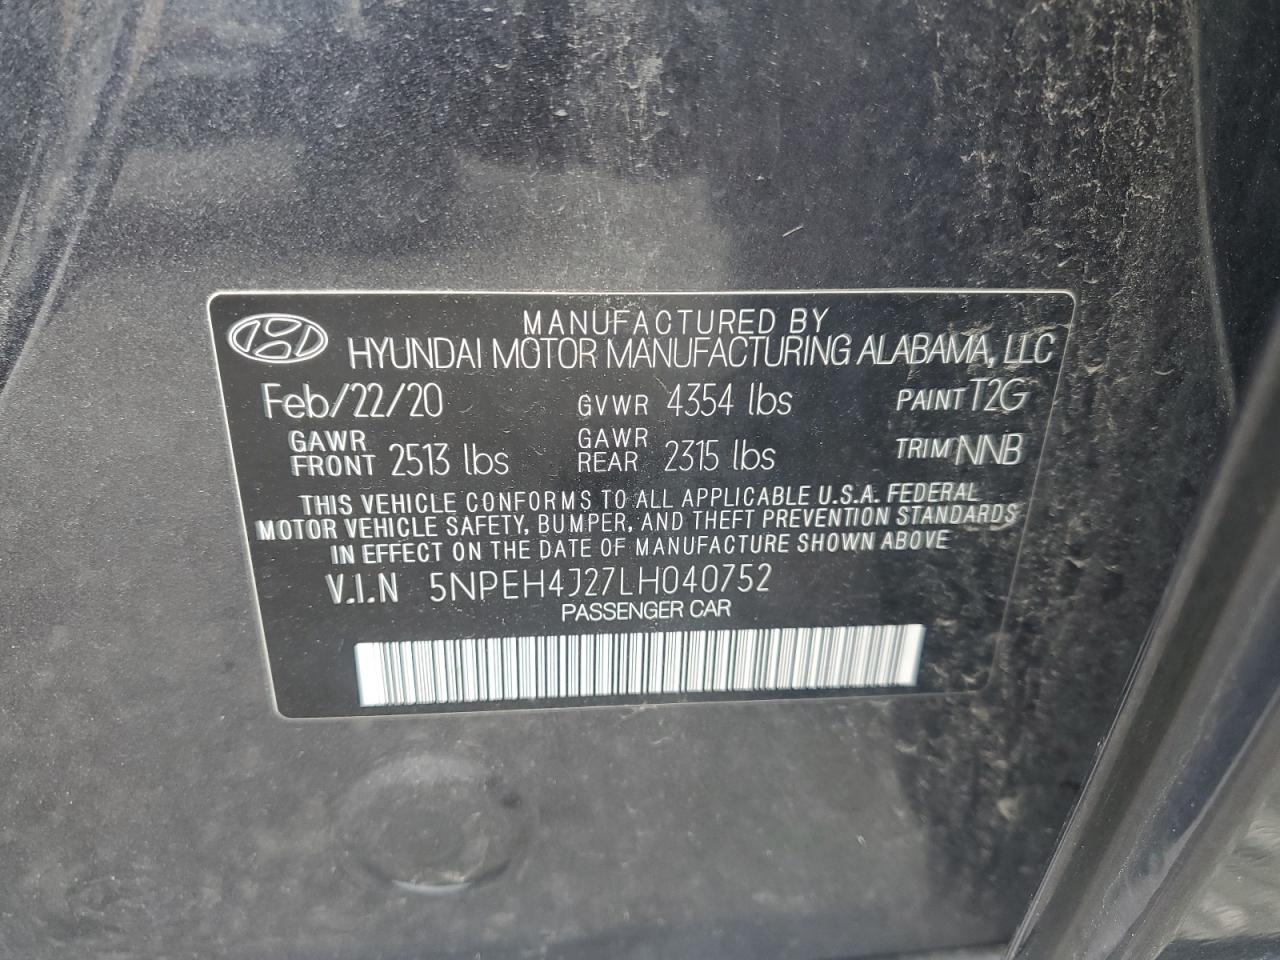 MANUFACTURED BY
HYUNDAI MOTOR MANUFACTURING ALABAMA, LLC
Feb/22/20 GVWR 4354 lbs PAINT T2G
GAWR FRONT 2513 lbs GAWR REAR 2315 lbs TRIM NNB
THIS VEHICLE CONFORMS TO ALL APPLICABLE U.S.A. FEDERAL
MOTOR VEHICLE SAFETY, BUMPER, AND THEFT PREVENTION STANDARDS
IN EFFECT ON THE DATE OF MANUFACTURE SHOWN ABOVE
V.I.N 5NPEH4J27LH040752
PASSENGER CAR